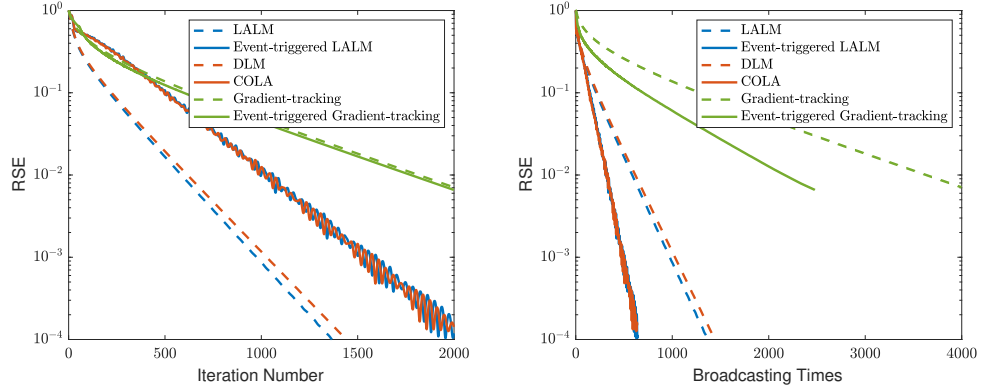 10^0
10^-1
10^-2
10^-3
10^-4
RSE
0 500 1000 1500 2000
Iteration Number
LALM
Event-triggered LALM
DLM
COLA
Gradient-tracking
Event-triggered Gradient-tracking
10^0
10^-1
10^-2
10^-3
10^-4
RSE
0 1000 2000 3000 4000
Broadcasting Times
LALM
Event-triggered LALM
DLM
COLA
Gradient-tracking
Event-triggered Gradient-tracking